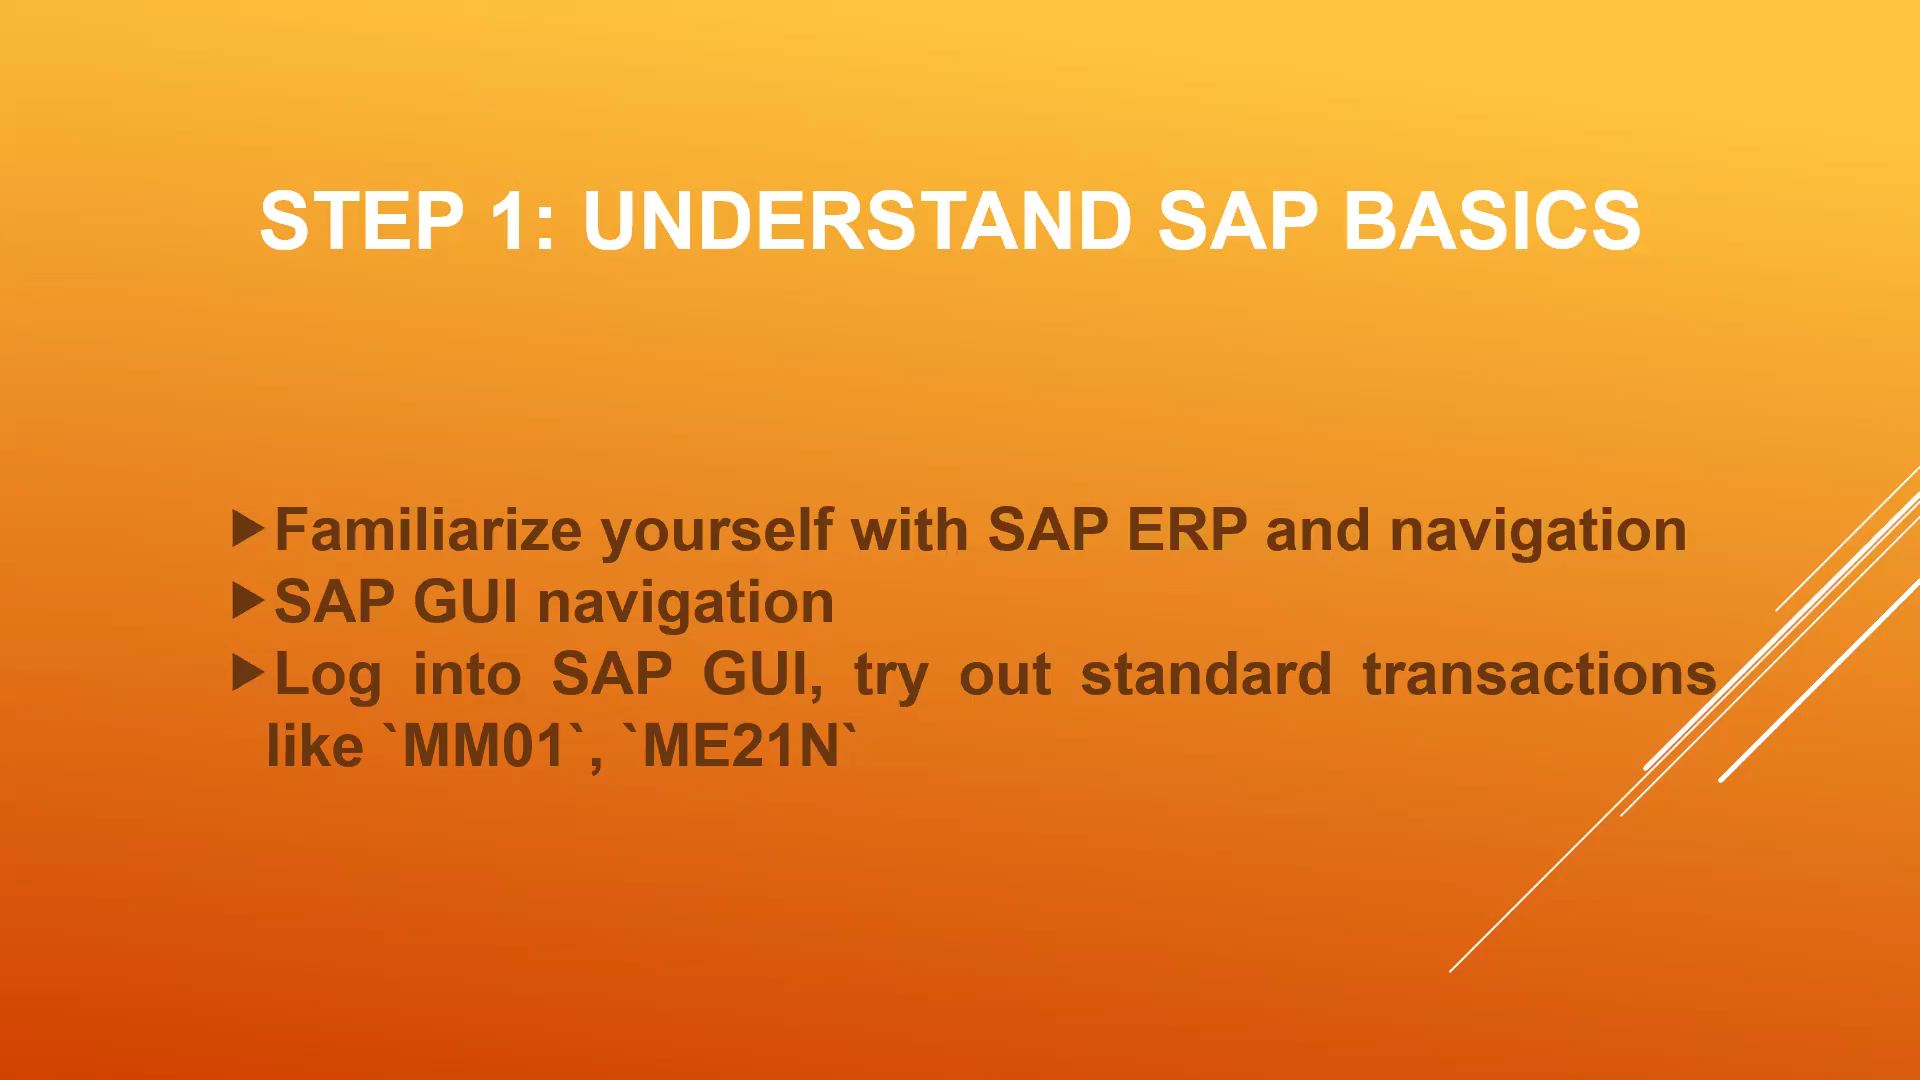 STEP 1: UNDERSTAND SAP BASICS
Familiarize yourself with SAP ERP and navigation
SAP GUI navigation
Log into SAP GUI, try out standard transactions
like `MM01`, `ME21N`